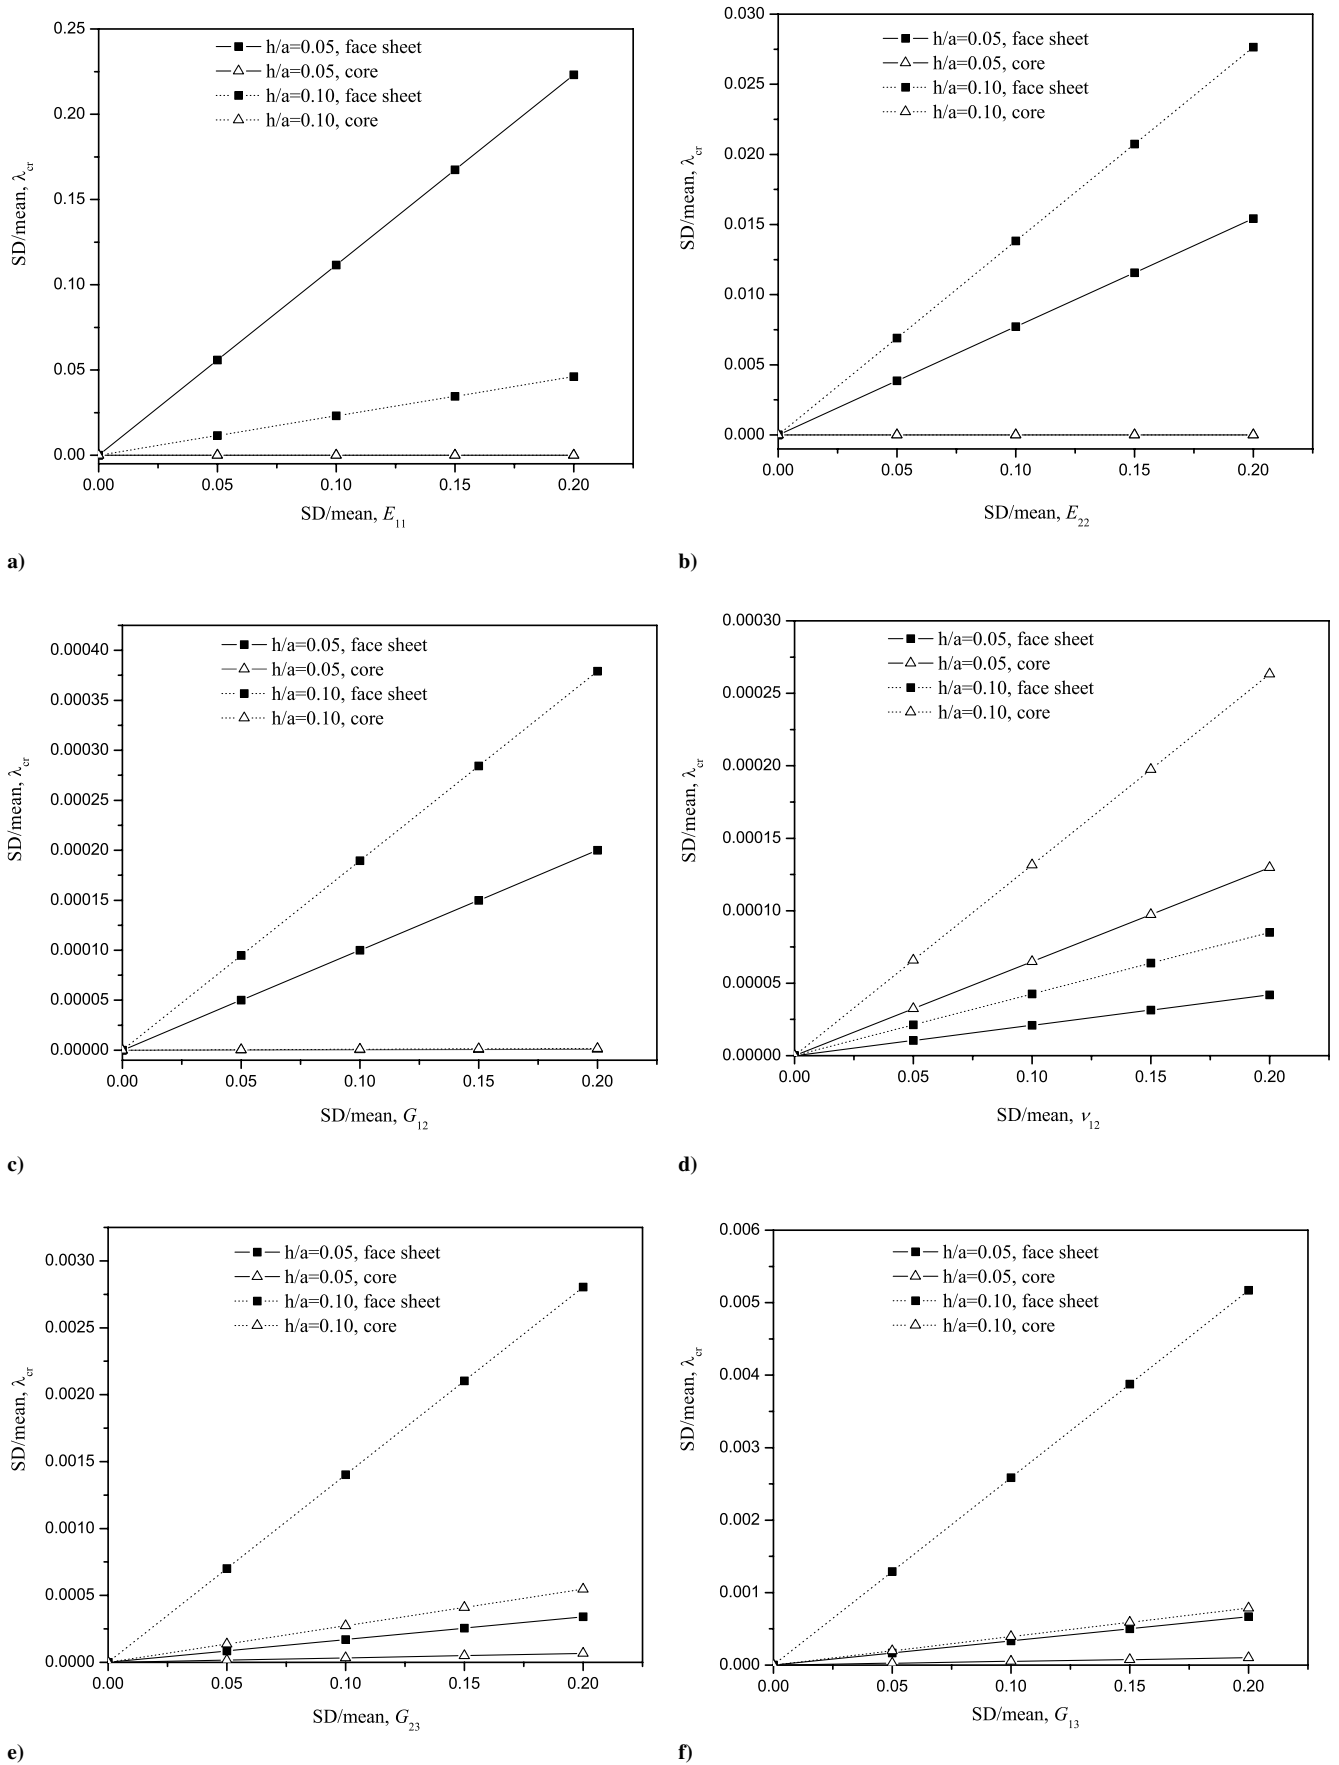 h/a=0.05, face sheet
h/a=0.05, core
h/a=0.10, face sheet
h/a=0.10, core
0.25
0.20
0.15
0.10
0.05
0.00
SD/mean, λcr
0.00 0.05 0.10 0.15 0.20
SD/mean, E11
a)
h/a=0.05, face sheet
h/a=0.05, core
h/a=0.10, face sheet
h/a=0.10, core
0.030
0.025
0.020
0.015
0.010
0.005
0.000
SD/mean, λcr
0.00 0.05 0.10 0.15 0.20
SD/mean, E22
b)
h/a=0.05, face sheet
h/a=0.05, core
h/a=0.10, face sheet
h/a=0.10, core
0.00040
0.00035
0.00030
0.00025
0.00020
0.00015
0.00010
0.00005
0.00000
SD/mean, λcr
0.00 0.05 0.10 0.15 0.20
SD/mean, G12
c)
h/a=0.05, face sheet
h/a=0.05, core
h/a=0.10, face sheet
h/a=0.10, core
0.00030
0.00025
0.00020
0.00015
0.00010
0.00005
0.00000
SD/mean, λcr
0.00 0.05 0.10 0.15 0.20
SD/mean, ν12
d)
h/a=0.05, face sheet
h/a=0.05, core
h/a=0.10, face sheet
h/a=0.10, core
0.0030
0.0025
0.0020
0.0015
0.0010
0.0005
0.0000
SD/mean, λcr
0.00 0.05 0.10 0.15 0.20
SD/mean, G23
e)
h/a=0.05, face sheet
h/a=0.05, core
h/a=0.10, face sheet
h/a=0.10, core
0.006
0.005
0.004
0.003
0.002
0.001
0.000
SD/mean, λcr
0.00 0.05 0.10 0.15 0.20
SD/mean, G13
f)